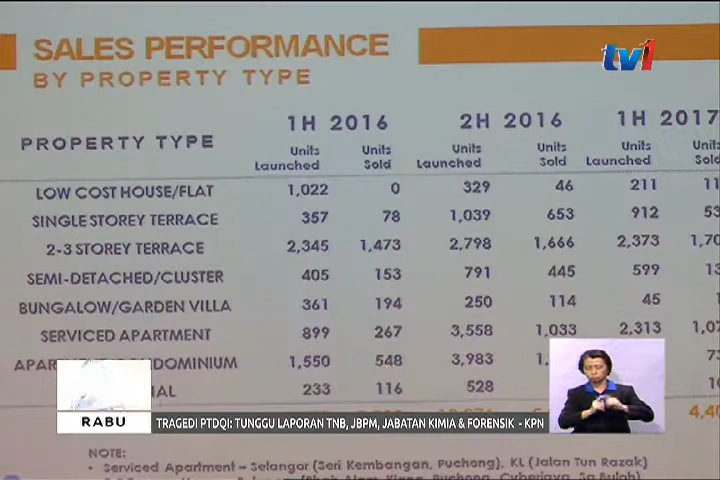 SALES PERFORMANCE
BY PROPERTY TYPE
tv1
1H 2016 2H 2016 1H 2017
PROPERTY TYPE Units Launched Units Sold Units Launched Units Sold Units Launched Units
LOW COST HOUSE/FLAT 1,022 0 329 46 211
SINGLE STOREY TERRACE 357 78 1,039 653 912
2-3 STOREY TERRACE 2,345 1,473 2,798 1,666 2,373
SEMI-DETACHED/CLUSTER 405 153 791 445 599
BUNGALOW/GARDEN VILLA 361 194 250 114 45
SERVICED APARTMENT 899 267 3,558 1,033 2,313
1,550 548 3,983
233 116 528
RABU
TRAGEDI PTDQI: TUNGGU LAPORAN TNB, JBPM, JABATAN KIMIA & FORENSIK - KPN
NOTE:
• Serviced Apartment – Selangor (Seri Kembangan, Puchong), KL (Jalan Tun Razak)